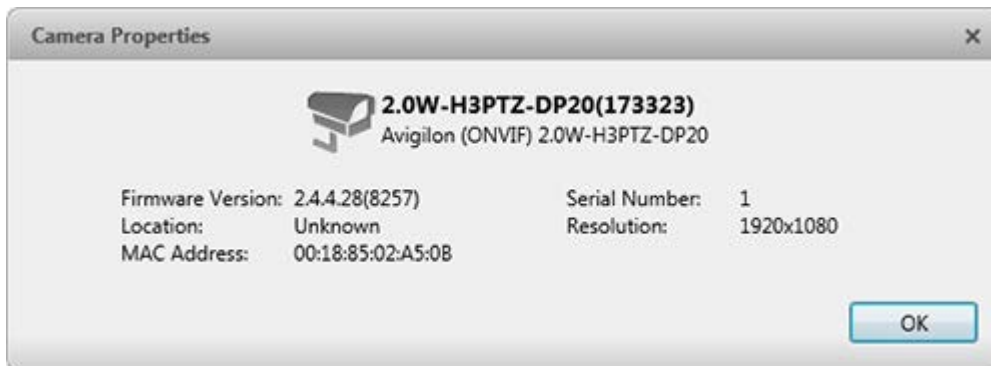 Camera Properties
2.0W-H3PTZ-DP20(173323)
Avigilon (ONVIF) 2.0W-H3PTZ-DP20
Firmware Version: 2.4.4.28(8257) Serial Number: 1
Location: Unknown Resolution: 1920x1080
MAC Address: 00:18:85:02:A5:0B
OK